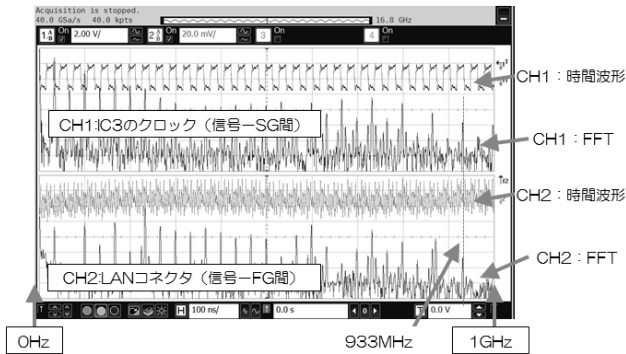 Acquisition is stopped.
40.0 GSa/s 40.0 kpts 16.8 GHz
1 On 2.00 V/ 2 On 20.0 mV/ 3 On 4 On
CH1：時間波形
CH1:IC3のクロック（信号ーSG間）
CH1：FFT
CH2：時間波形
CH2：FFT
CH2:LANコネクタ（信号ーFG間）
H 100 ns/ 0.0 s 0 T 0.0 V
0Hz 933MHz 1GHz